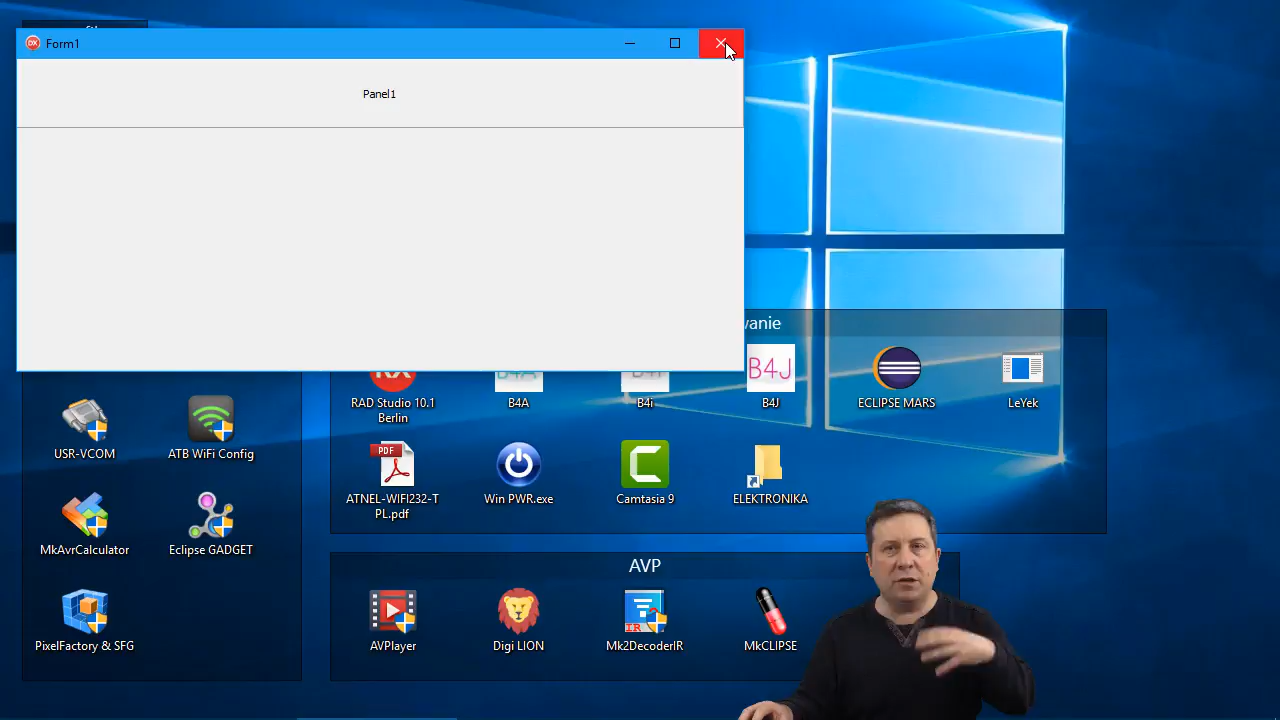 Form1
Panel1
wanie
RAD Studio 10.1
Berlin
B4A
B4i
B4J
B4J
ECLIPSE MARS
LeYek
USR-VCOM
ATB WiFi Config
PDF
ATNEL-WIFI232-T
PL.pdf
Win PWR.exe
Camtasia 9
ELEKTRONIKA
MkAvrCalculator
Eclipse GADGET
AVP
IR
PixelFactory & SFG
AVPlayer
Digi LION
Mk2DecoderIR
MkCLIPSE